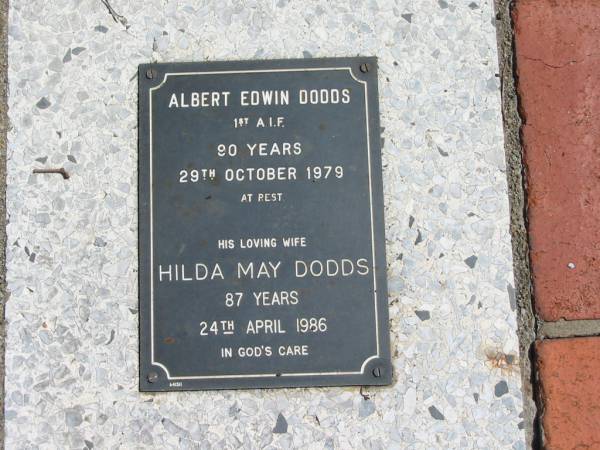 ALBERT EDWIN DODDS
1ST A.I.F.
90 YEARS
29TH OCTOBER 1979
AT REST
HIS LOVING WIFE
HILDA MAY DODDS
87 YEARS
24TH APRIL 1986
IN GOD'S CARE